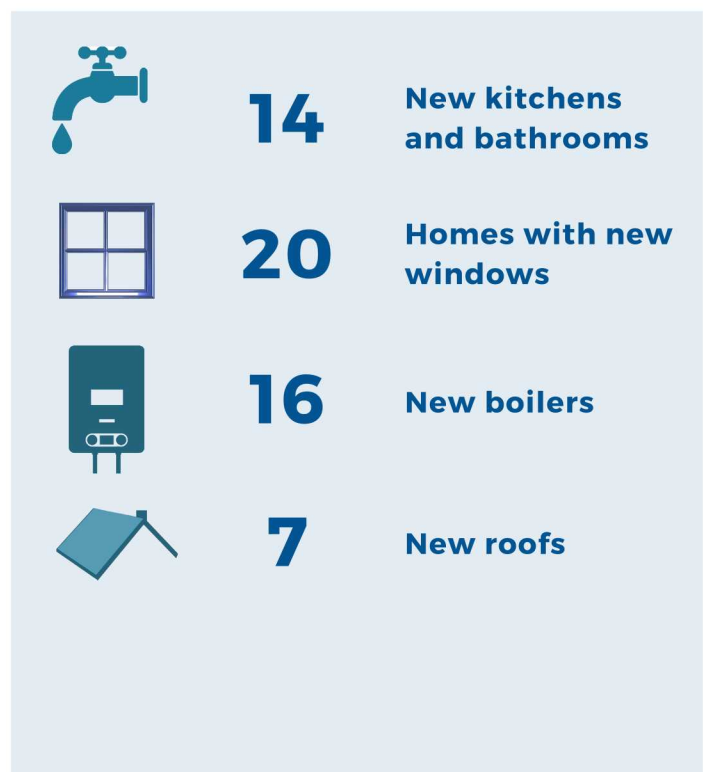 14
New kitchens
and bathrooms
20
Homes with new
windows
16
New boilers
7
New roofs